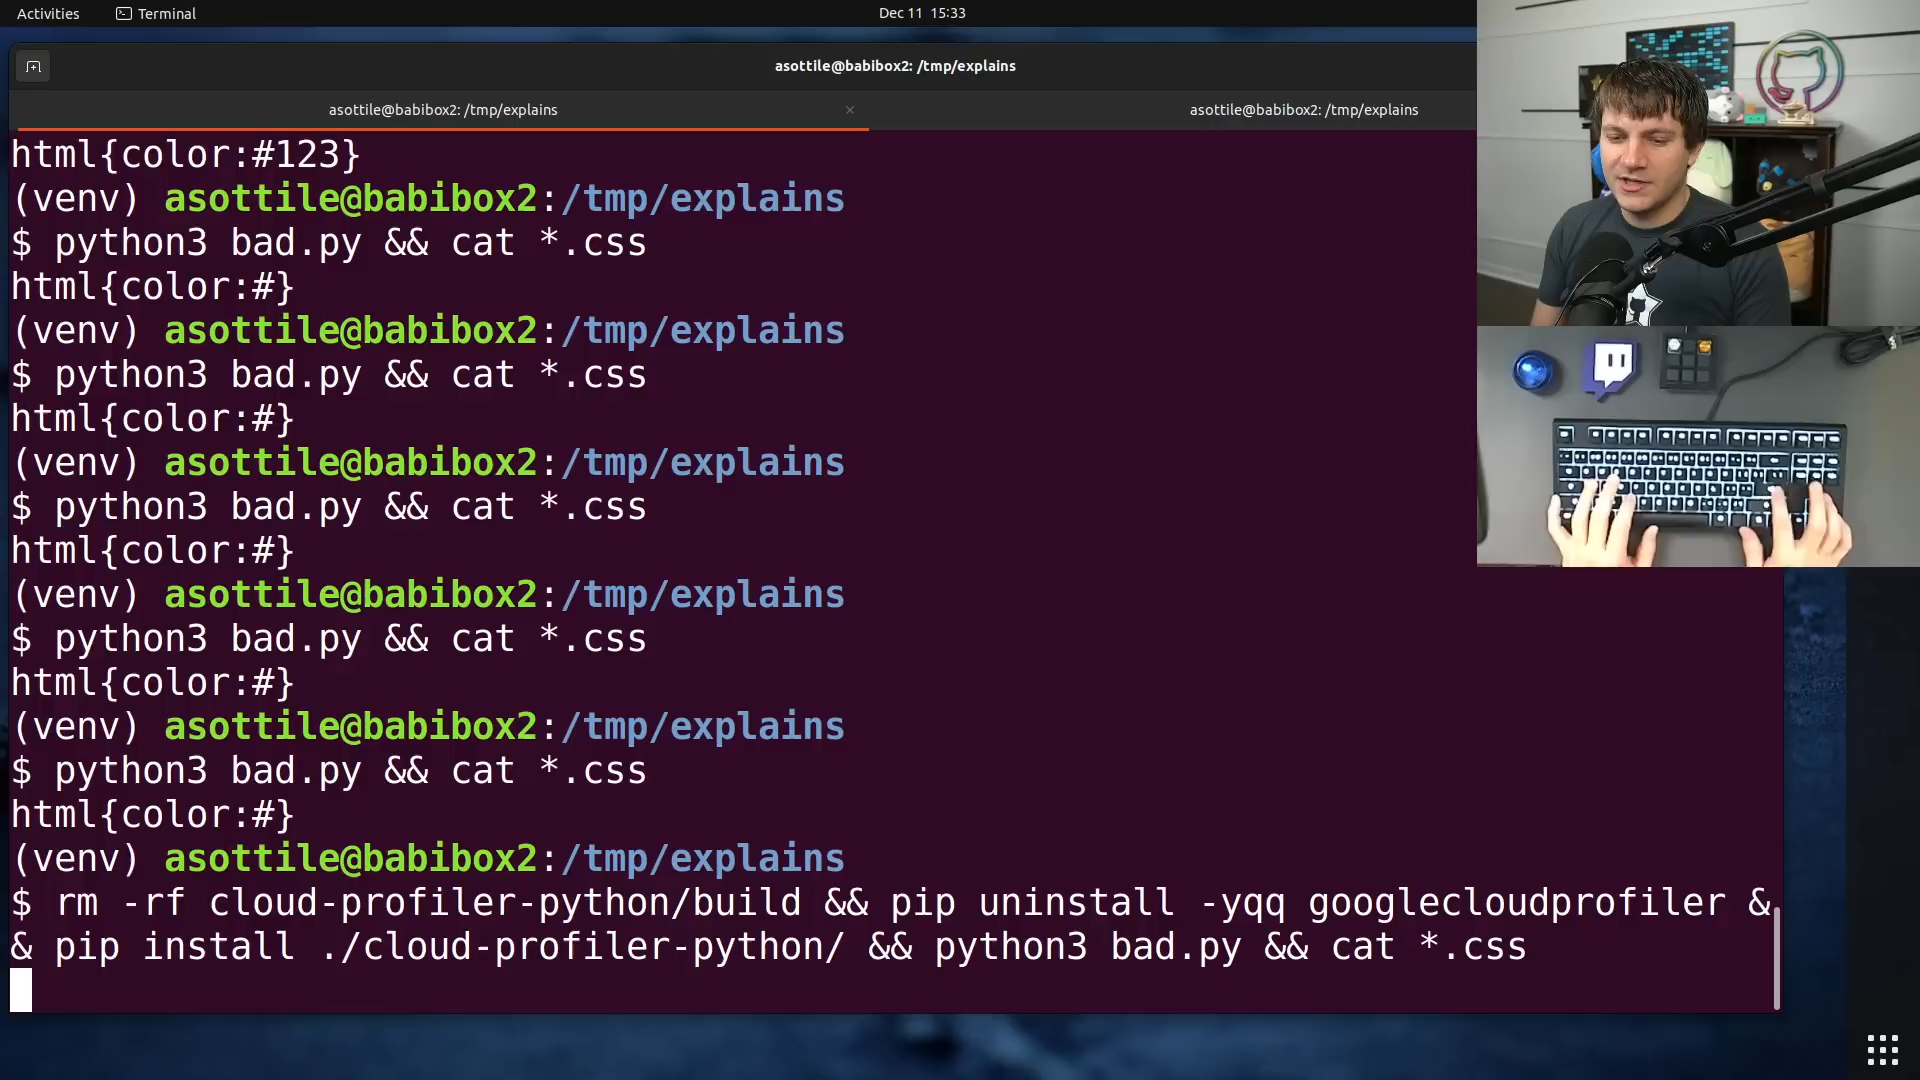 Activities
Terminal
Dec 11 15:33
asottile@babibox2: /tmp/explains
asottile@babibox2: /tmp/explains
×
asottile@babibox2: /tmp/explains
html{color:#123}
(venv) asottile@babibox2:/tmp/explains
$ python3 bad.py && cat *.css
html{color:#}
(venv) asottile@babibox2:/tmp/explains
$ python3 bad.py && cat *.css
html{color:#}
(venv) asottile@babibox2:/tmp/explains
$ python3 bad.py && cat *.css
html{color:#}
(venv) asottile@babibox2:/tmp/explains
$ python3 bad.py && cat *.css
html{color:#}
(venv) asottile@babibox2:/tmp/explains
$ python3 bad.py && cat *.css
html{color:#}
(venv) asottile@babibox2:/tmp/explains
$ rm -rf cloud-profiler-python/build && pip uninstall -yqq googlecloudprofiler &
& pip install ./cloud-profiler-python/ && python3 bad.py && cat *.css